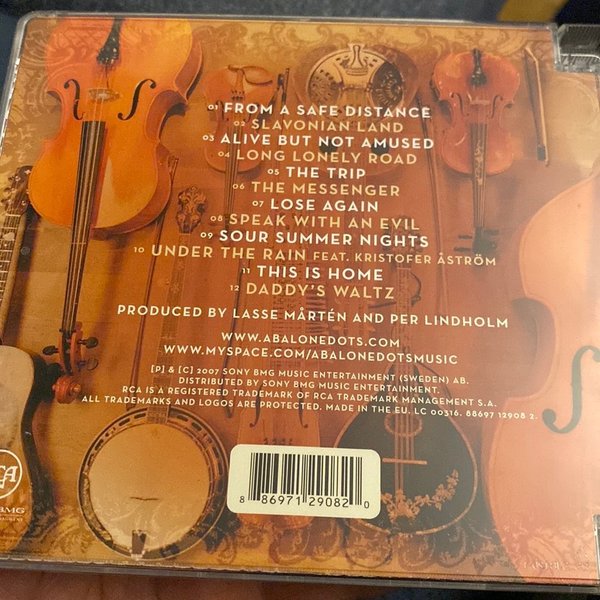 01 FROM A SAFE DISTANCE
02 SLAVONIAN LAND
03 ALIVE BUT NOT AMUSED
04 LONG LONELY ROAD
05 THE TRIP
06 THE MESSENGER
07 LOSE AGAIN
08 SPEAK WITH AN EVIL
09 SOUR SUMMER NIGHTS
10 UNDER THE RAIN FEAT. KRISTOFER ÅSTRÖM
11 THIS IS HOME
12 DADDY'S WALTZ
PRODUCED BY LASSE MÅRTÉN AND PER LINDHOLM
WWW.ABALONEDOTS.COM
WWW.MYSPACE.COM/ABALONEDOTSMUSIC
[P] & [C] 2007 SONY BMG MUSIC ENTERTAINMENT (SWEDEN) AB.
DISTRIBUTED BY SONY BMG MUSIC ENTERTAINMENT.
RCA IS A REGISTERED TRADEMARK OF RCA TRADEMARK MANAGEMENT S.A.
ALL TRADEMARKS AND LOGOS ARE PROTECTED. MADE IN THE EU. LC 00316. 88697 12908 2.
8 86971 29082 0